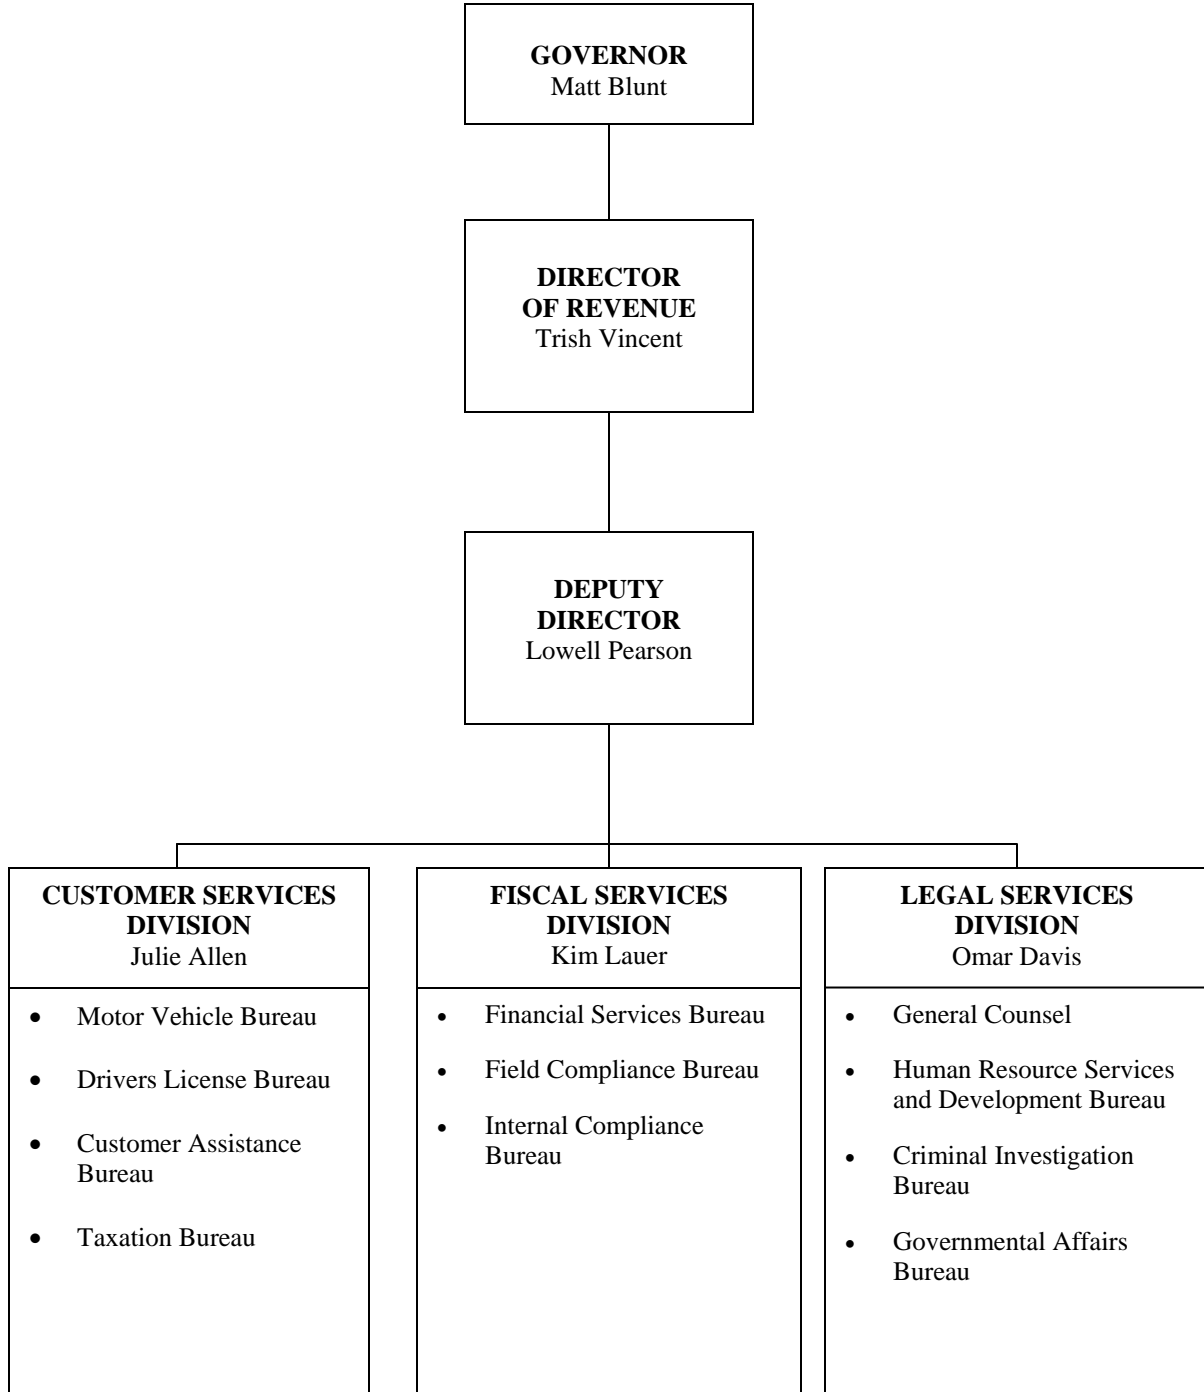 GOVERNOR
Matt Blunt
DIRECTOR
OF REVENUE
Trish Vincent
DEPUTY
DIRECTOR
Lowell Pearson
CUSTOMER SERVICES
DIVISION
Julie Allen
• Motor Vehicle Bureau
• Drivers License Bureau
• Customer Assistance
Bureau
• Taxation Bureau
FISCAL SERVICES
DIVISION
Kim Lauer
• Financial Services Bureau
• Field Compliance Bureau
• Internal Compliance
Bureau
LEGAL SERVICES
DIVISION
Omar Davis
• General Counsel
• Human Resource Services
and Development Bureau
• Criminal Investigation
Bureau
• Governmental Affairs
Bureau